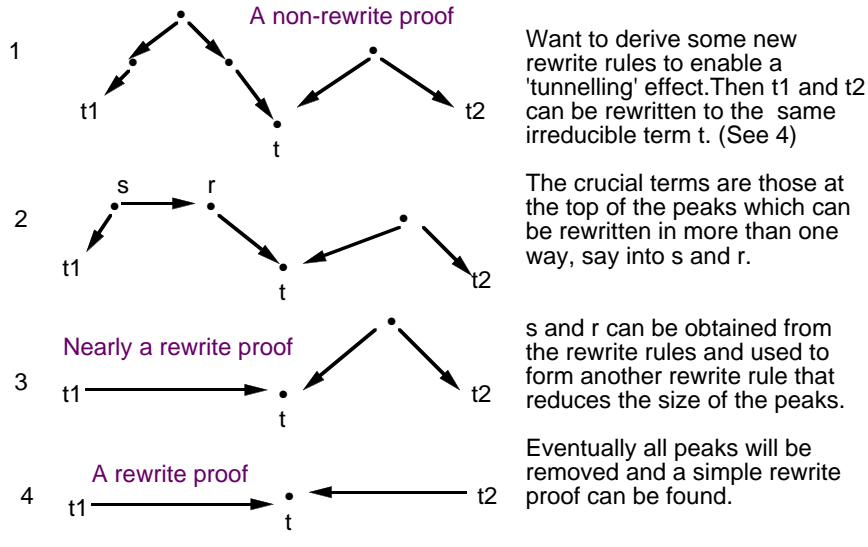 A non-rewrite proof
1
t1
t
t2
Want to derive some new
rewrite rules to enable a
'tunnelling' effect.Then t1 and t2
can be rewritten to the same
irreducible term t. (See 4)
2
s
r
t1
t
t2
The crucial terms are those at
the top of the peaks which can
be rewritten in more than one
way, say into s and r.
Nearly a rewrite proof
3
t1
t
t2
s and r can be obtained from
the rewrite rules and used to
form another rewrite rule that
reduces the size of the peaks.
A rewrite proof
4
t1
t
t2
Eventually all peaks will be
removed and a simple rewrite
proof can be found.